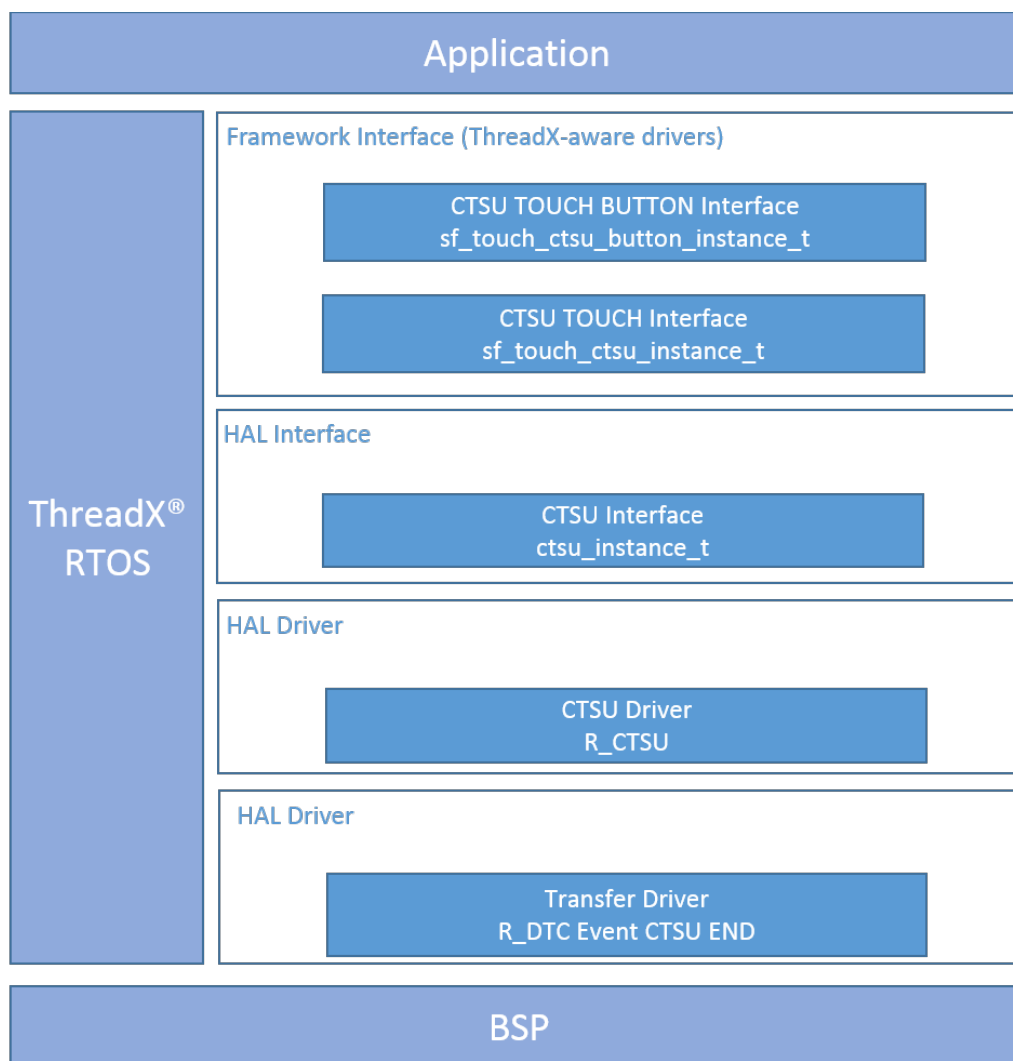 Application
ThreadX®
RTOS
Framework Interface (ThreadX-aware drivers)
CTSU TOUCH BUTTON Interface
sf_touch_ctsu_button_instance_t
CTSU TOUCH Interface
sf_touch_ctsu_instance_t
HAL Interface
CTSU Interface
ctsu_instance_t
HAL Driver
CTSU Driver
R_CTSU
HAL Driver
Transfer Driver
R_DTC Event CTSU END
BSP